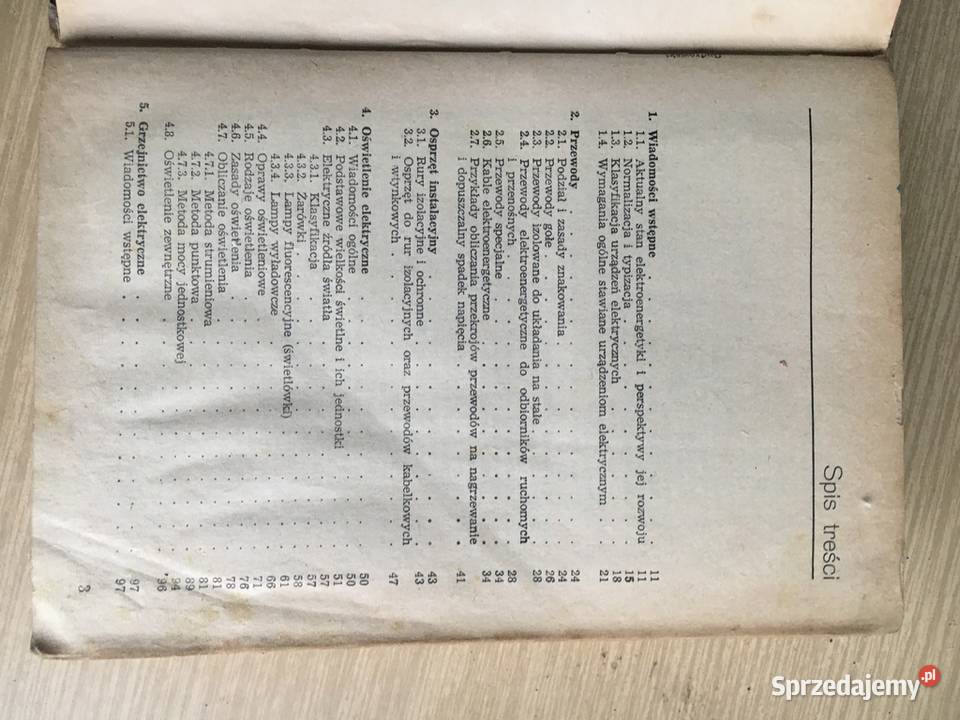 Spis treści
1. Wiadomości wstępne 11
1.1. Aktualny stan elektroenergetyki i perspektywy jej rozwoju 11
1.2. Normalizacja i typizacja 15
1.3. Klasyfikacja urządzeń elektrycznych 18
1.4. Wymagania ogólne stawiane urządzeniom elektrycznym 21
2. Przewody 24
2.1. Podział i zasady znakowania 24
2.2. Przewody gołe 26
2.3. Przewody izolowane do układania na stałe 28
2.4. Przewody elektroenergetyczne do odbiorników ruchomych
i przenośnych 28
2.5. Przewody specjalne 34
2.6. Kable elektroenergetyczne 34
2.7. Przykłady obliczania przekrojów przewodów na nagrzewanie
i dopuszczalny spadek napięcia 41
3. Osprzęt instalacyjny 43
3.1. Rury izolacyjne i ochronne 43
3.2. Osprzęt do rur izolacyjnych oraz przewodów kabelkowych
i wtynkowych 47
4. Oświetlenie elektryczne 50
4.1. Wiadomości ogólne 50
4.2. Podstawowe wielkości świetlne i ich jednostki 51
4.3. Elektryczne źródła światła 57
4.3.1. Klasyfikacja 57
4.3.2. Żarówki 58
4.3.3. Lampy fluorescencyjne (świetlówki) 61
4.3.4. Lampy wyładowcze 66
4.4. Oprawy oświetleniowe 71
4.5. Rodzaje oświetlenia 76
4.6. Zasady oświetlenia 78
4.7. Obliczanie oświetlenia 81
4.7.1. Metoda strumieniowa 81
4.7.2. Metoda punktowa 89
4.7.3. Metoda mocy jednostkowej 94
4.8. Oświetlenie zewnętrzne 96
5. Grzejnictwo elektryczne 97
5.1. Wiadomości wstępne 97
3
Sprzedajemy.pl